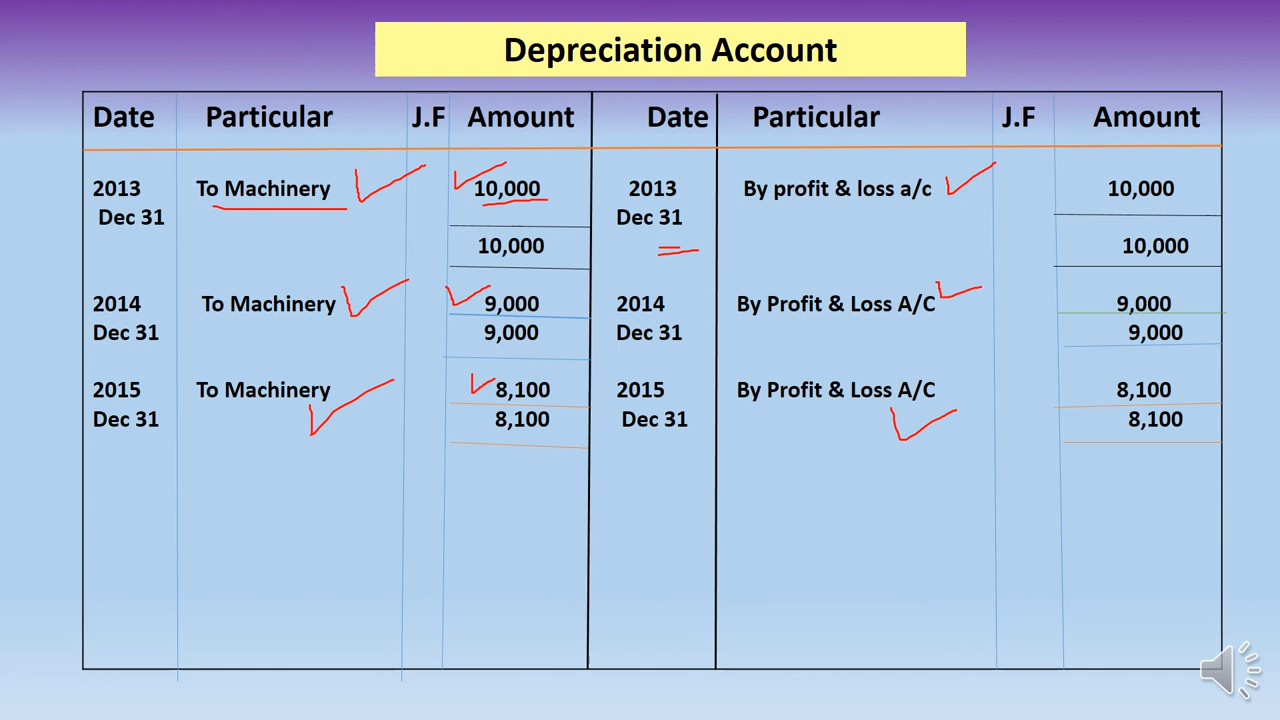 Depreciation Account
Date Particular J.F Amount Date Particular J.F Amount
2013 To Machinery 10,000 2013 By profit & loss a/c 10,000
Dec 31 Dec 31
10,000 10,000
2014 To Machinery 9,000 2014 By Profit & Loss A/C 9,000
Dec 31 9,000 Dec 31 9,000
2015 To Machinery 8,100 2015 By Profit & Loss A/C 8,100
Dec 31 8,100 Dec 31 8,100